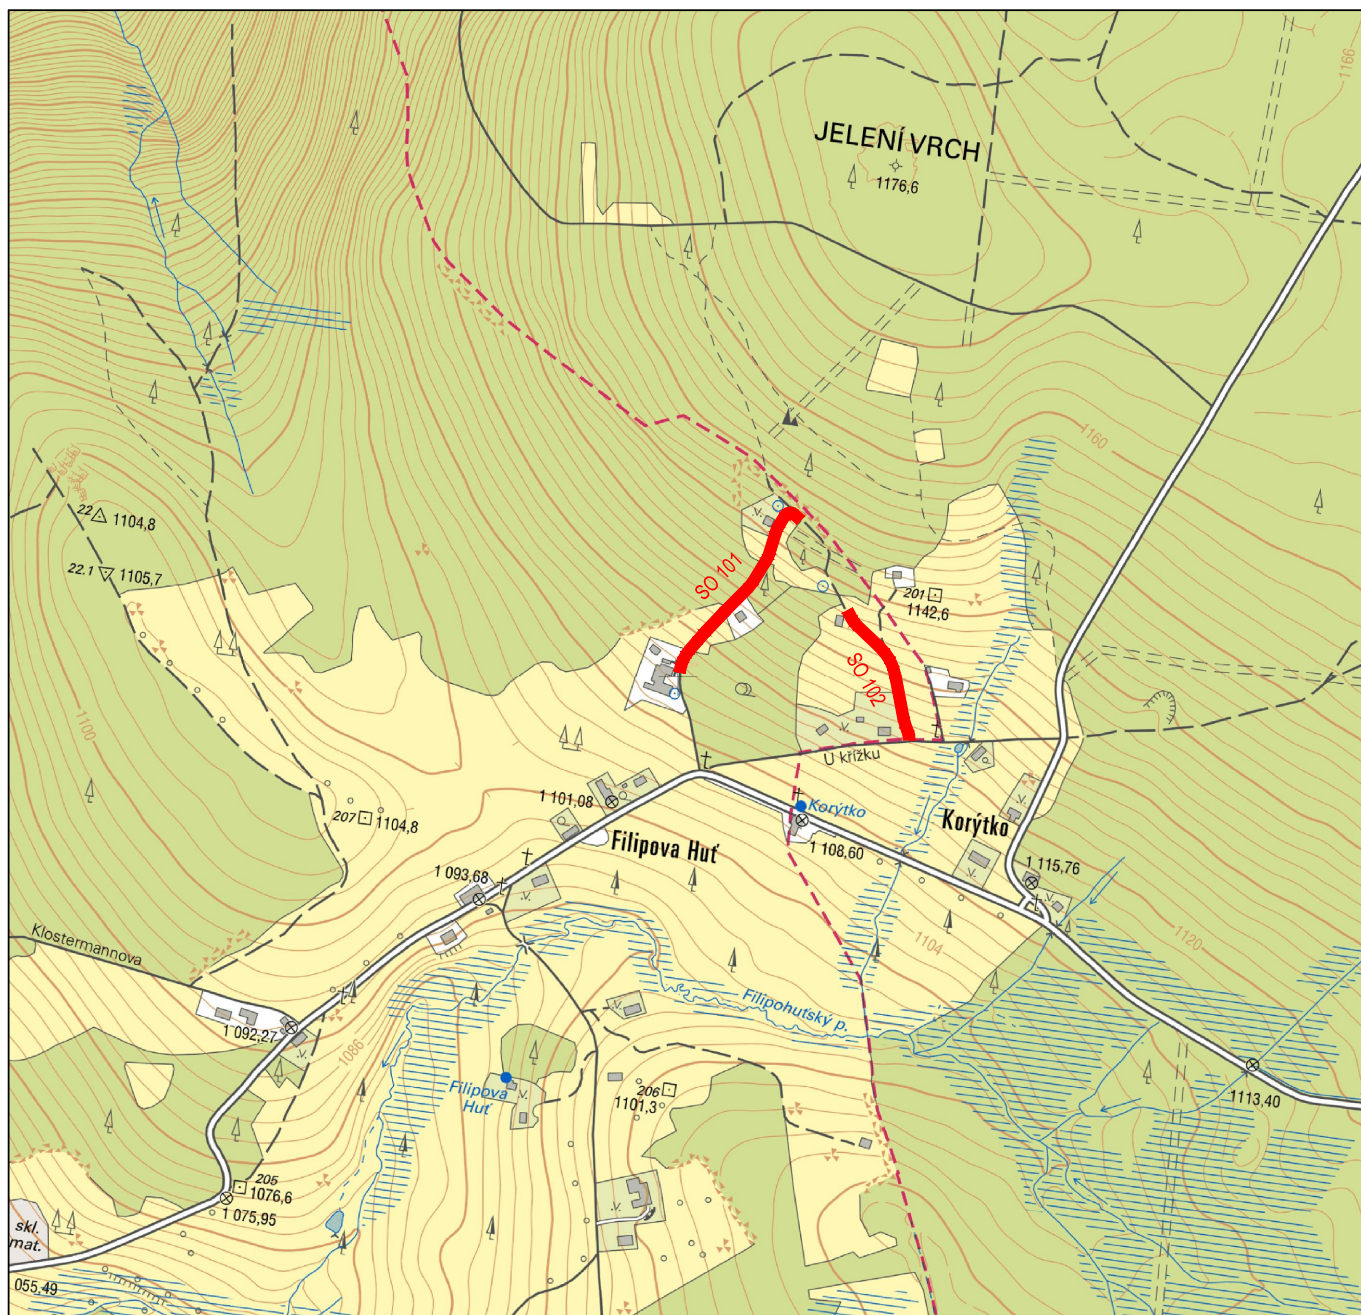 1166
JELENÍ VRCH
1176,6
1160
22 1104,8
22.1 1105,7
SO 101
.V.
201
1142,6
SO 102
.V.
.V.
1100
.V.
U křížku
1 101,08
Korýtko
Korýtko
207 1104,8
Filipova Huť
1 108,60
.V.
.V.
1 115,76
1 093,68
.V.
.V.
Klostermannova
1104
1120
Filipohuťský p.
.V.
1 092,27
.V.
1086
Filipova
Huť
.V.
206
1101,3
1113,40
205
1076,6
1 075,95
.V.
skl.
mat.
055,49